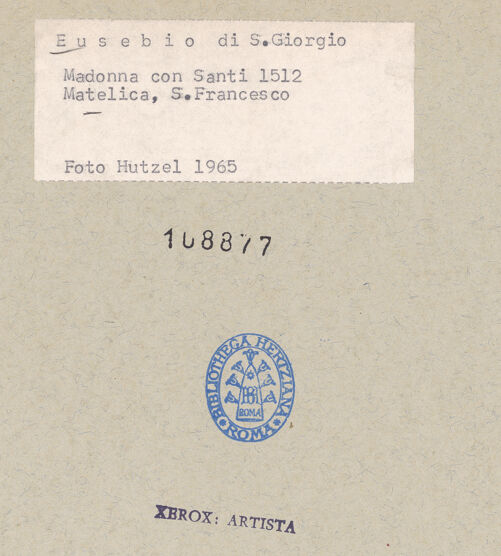 Eusebio di S.Giorgio
Madonna con Santi 1512
Matelica, S.Francesco
Foto Hutzel 1965
108877
BIBLIOTHECA HERTZIANA
BH
ROMA
ROMA
XEROX: ARTISTA